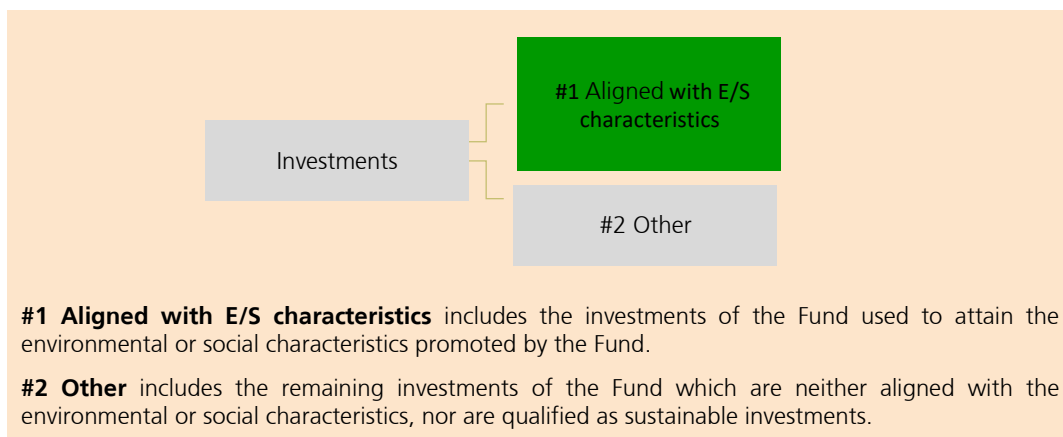 #1 Aligned with E/S
characteristics
Investments
#2 Other
#1 Aligned with E/S characteristics includes the investments of the Fund used to attain the
environmental or social characteristics promoted by the Fund.
#2 Other includes the remaining investments of the Fund which are neither aligned with the
environmental or social characteristics, nor are qualified as sustainable investments.